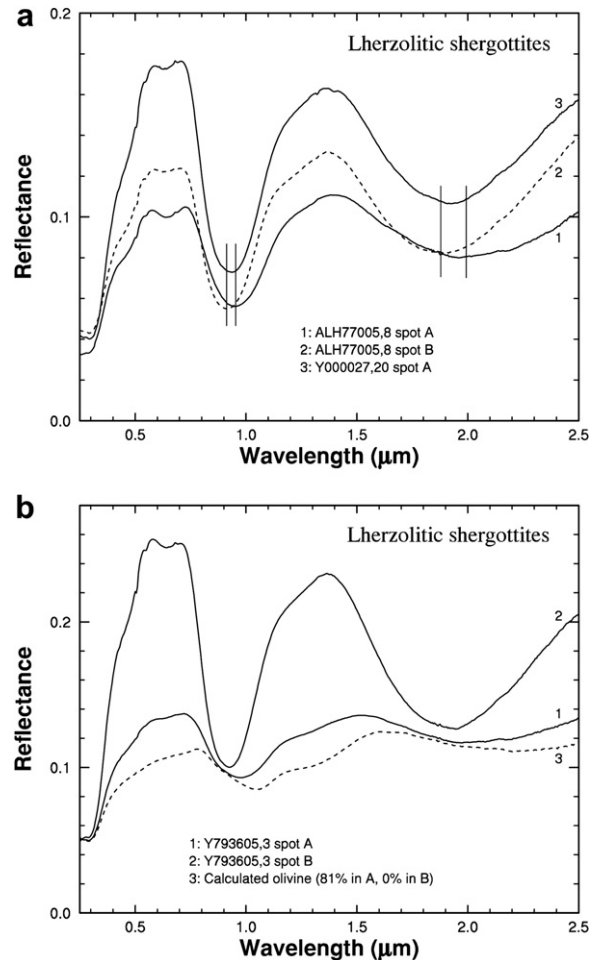 a
Lherzolitic shergottites
0.2
3
2
0.1
1
Reflectance
1: ALH77005,8 spot A
2: ALH77005,8 spot B
3: Y000027,20 spot A
0.0
0.5 1.0 1.5 2.0 2.5
Wavelength (μm)
b
Lherzolitic shergottites
0.2
2
1
3
0.1
Reflectance
1: Y793605,3 spot A
2: Y793605,3 spot B
3: Calculated olivine (81% in A, 0% in B)
0.0
0.5 1.0 1.5 2.0 2.5
Wavelength (μm)